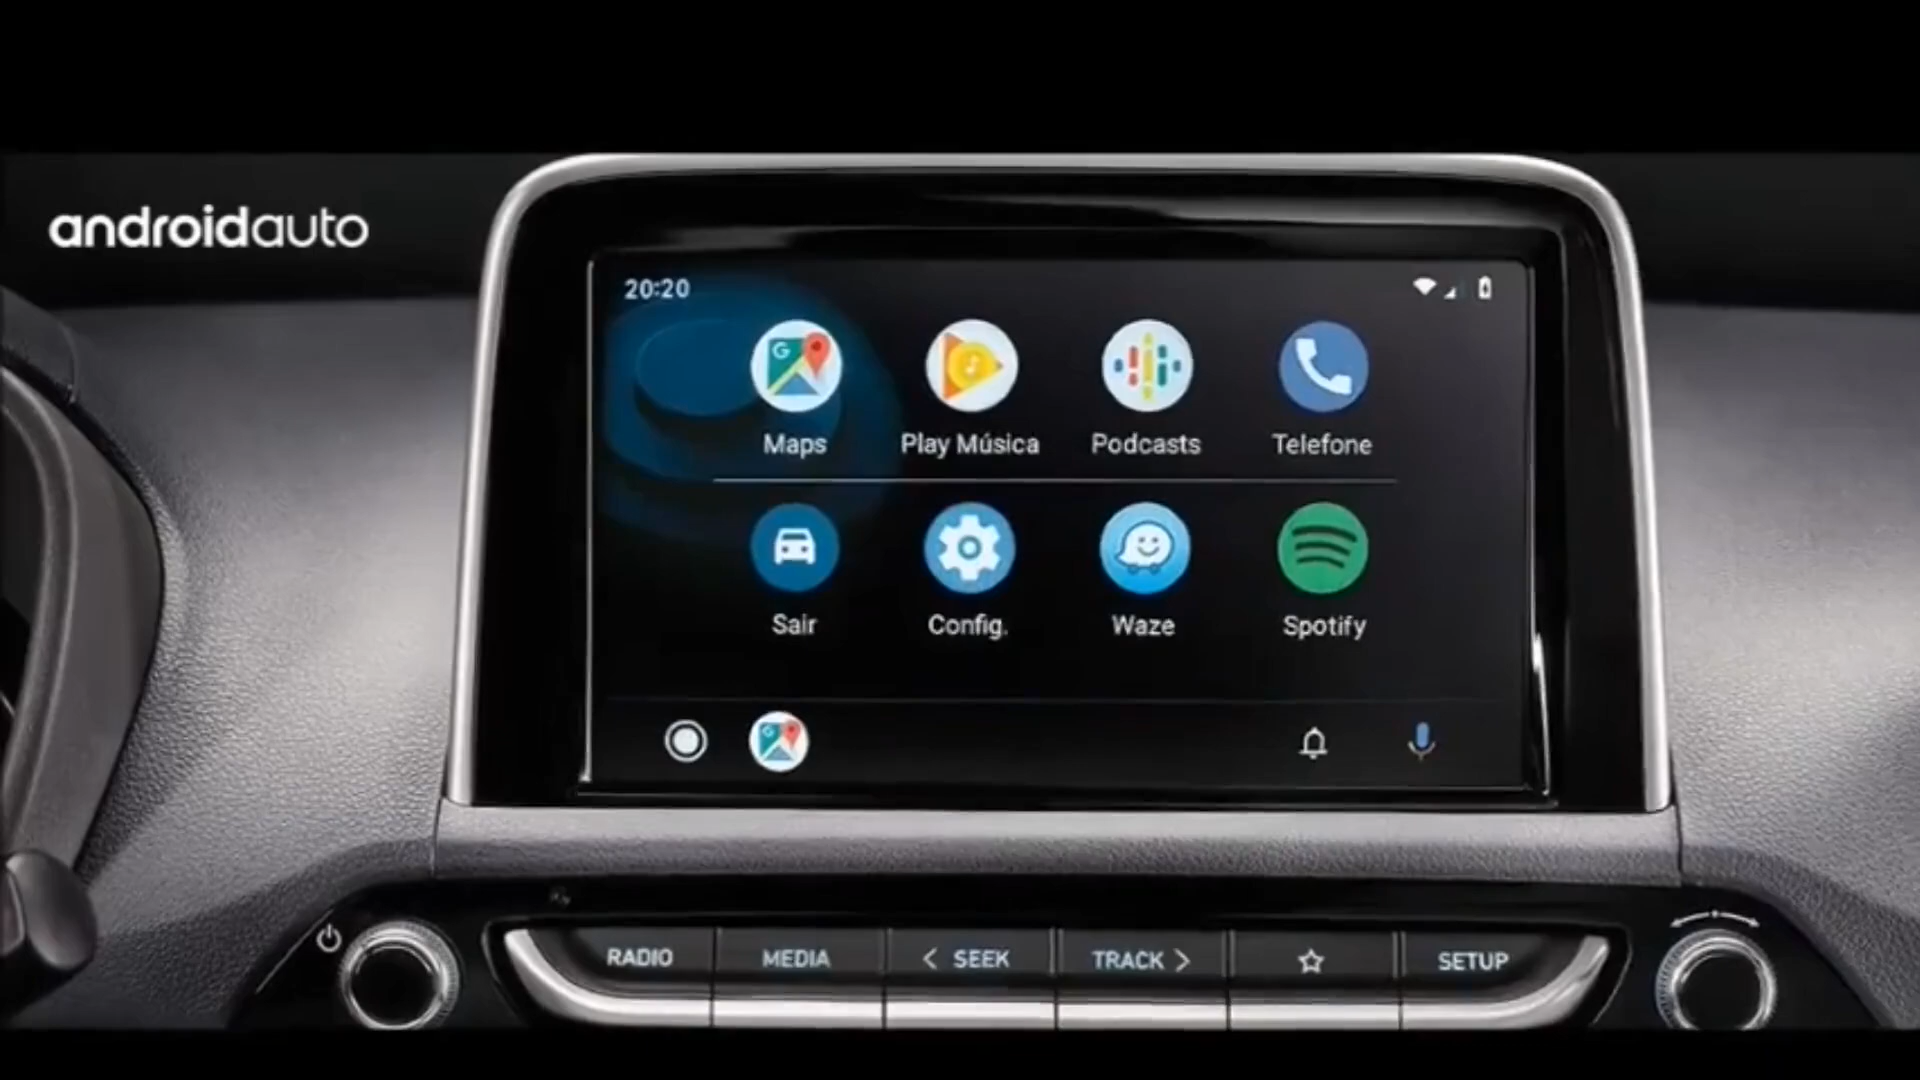 androidauto
20:20
Maps
Play Música
Podcasts
Telefone
Sair
Config.
Waze
Spotify
RADIO
MEDIA
< SEEK
TRACK >
SETUP